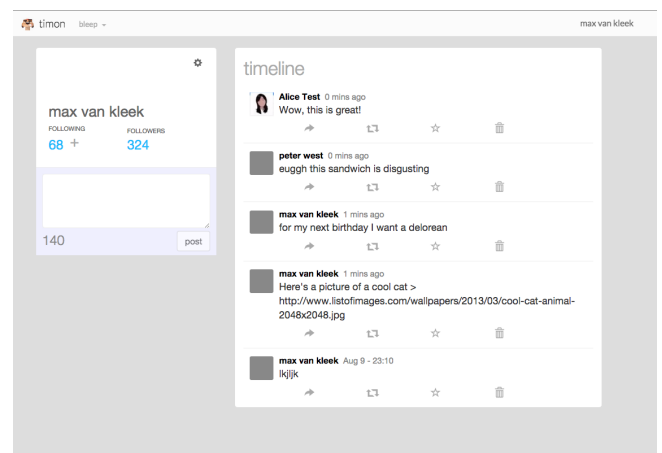 timon bleep max van kleek
max van kleek
FOLLOWING FOLLOWERS
68 + 324
140 post
timeline
Alice Test 0 mins ago
Wow, this is great!
peter west 0 mins ago
euggh this sandwich is disgusting
max van kleek 1 mins ago
for my next birthday I want a delorean
max van kleek 1 mins ago
Here's a picture of a cool cat >
http://www.listofimages.com/wallpapers/2013/03/cool-cat-animal-
2048x2048.jpg
max van kleek Aug 9 - 23:10
lkjljk